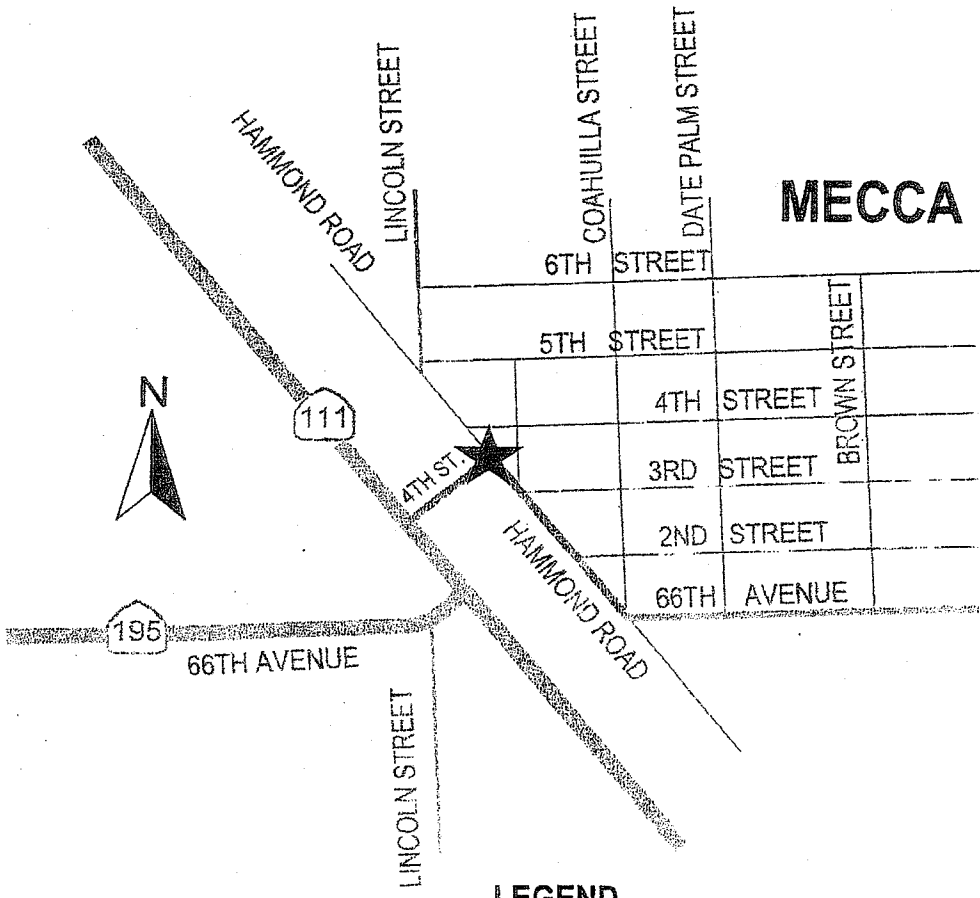 LINCOLN STREET
COAHUILLA STREET
DATE PALM STREET
HAMMOND ROAD
MECCA
6TH STREET
5TH STREET
BROWN STREET
N
111
4TH STREET
4TH ST.
3RD STREET
2ND STREET
HAMMOND ROAD
66TH AVENUE
195
66TH AVENUE
LINCOLN STREET
LEGEND